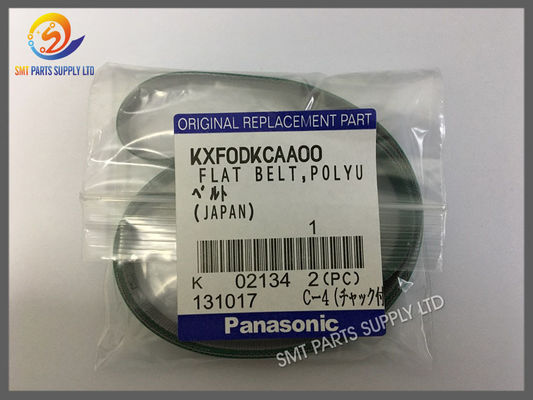 SMT PARTS SUPPLY LTD
ORIGINAL REPLACEMENT PART
KXF0DKCAA00
FLAT BELT,POLYU
ベルト
(JAPAN)
1
K 02134 2(PC)
131017 C-4(チャック付
Panasonic
SMT PARTS SUPPLY LTD